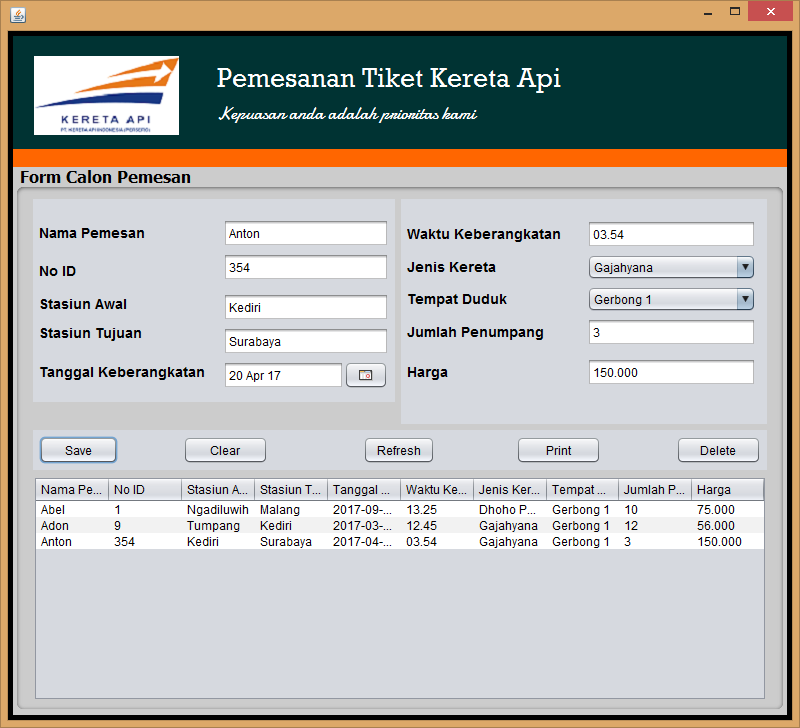 KERETA API
PT. KERETA API INDONESIA (PERSERO)
Pemesanan Tiket Kereta Api
Kepuasan anda adalah prioritas kami
Form Calon Pemesan
Nama Pemesan Anton
No ID 354
Stasiun Awal Kediri
Stasiun Tujuan Surabaya
Tanggal Keberangkatan 20 Apr 17
Waktu Keberangkatan 03.54
Jenis Kereta Gajahyana
Tempat Duduk Gerbong 1
Jumlah Penumpang 3
Harga 150.000
Save Clear Refresh Print Delete
Nama Pe... No ID Stasiun A... Stasiun T... Tanggal ... Waktu Ke... Jenis Ker... Tempat ... Jumlah P... Harga
Abel 1 Ngadiluwih Malang 2017-09-... 13.25 Dhoho P... Gerbong 1 10 75.000
Adon 9 Tumpang Kediri 2017-03-... 12.45 Gajahyana Gerbong 1 12 56.000
Anton 354 Kediri Surabaya 2017-04-... 03.54 Gajahyana Gerbong 1 3 150.000